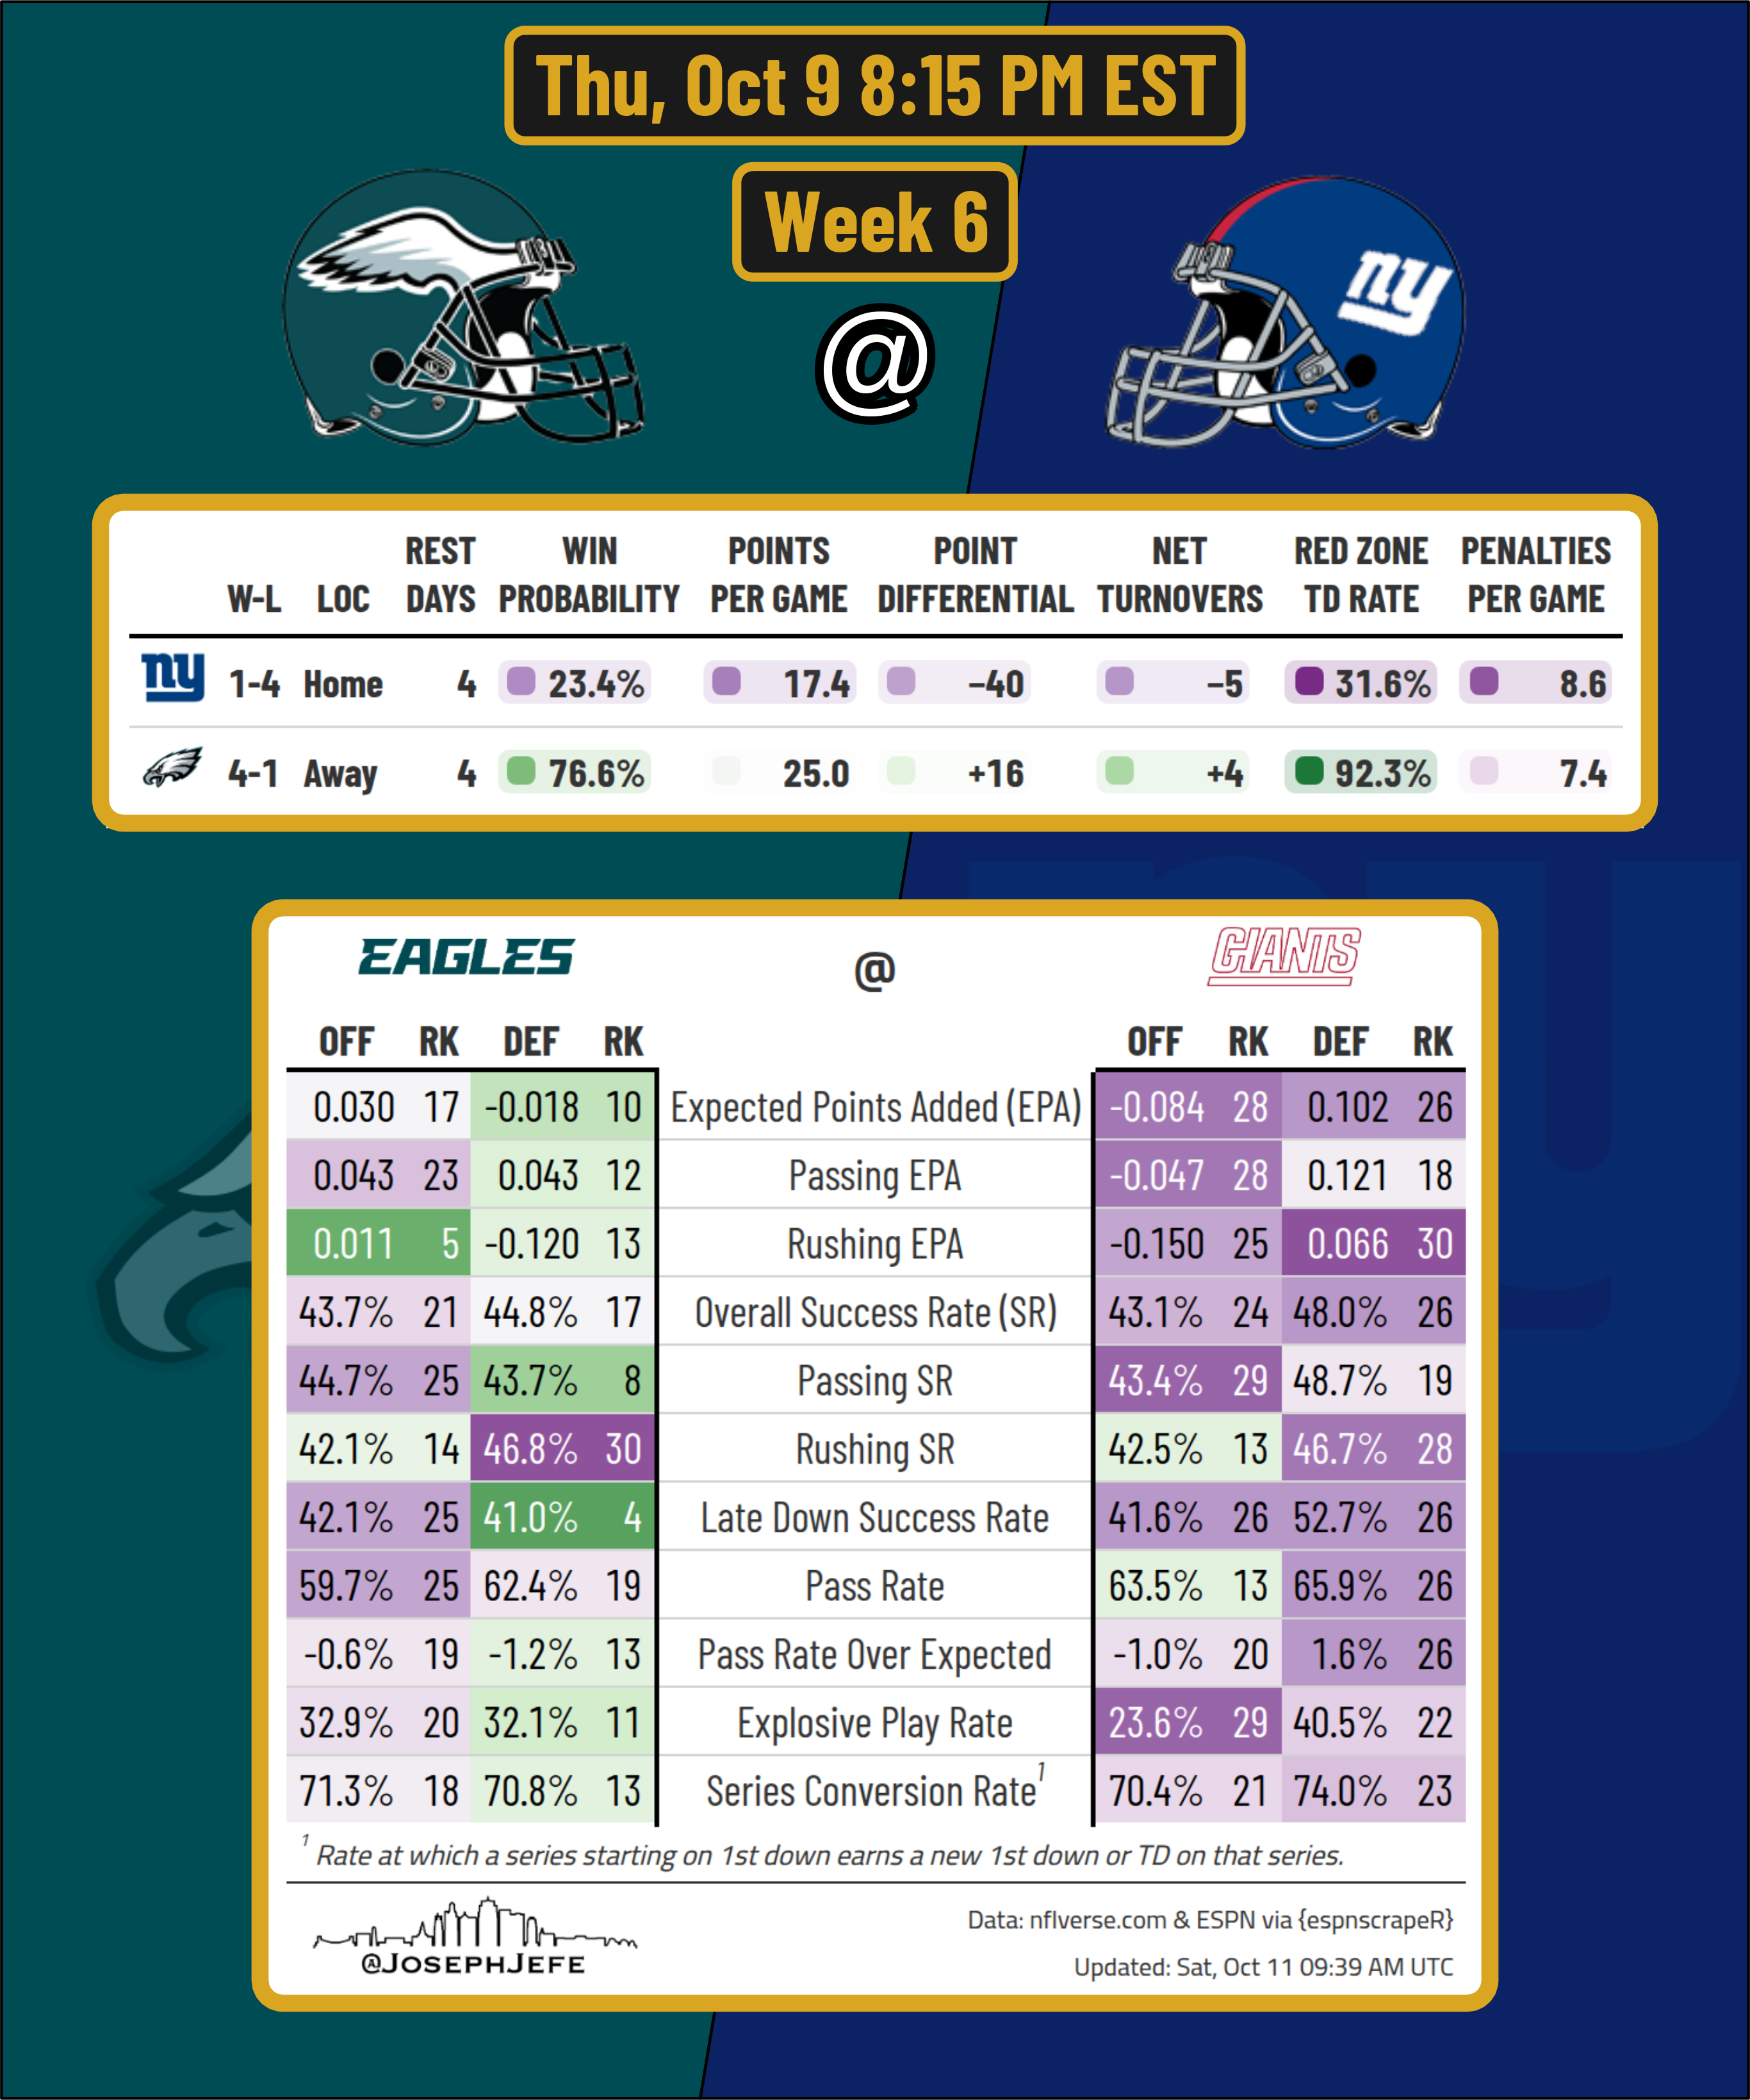 Thu, Oct 9 8:15 PM EST
Week 6
@
ny
REST WIN POINTS POINT NET RED ZONE PENALTIES
W-L LOC DAYS PROBABILITY PER GAME DIFFERENTIAL TURNOVERS TD RATE PER GAME
ny 1-4 Home 4 23.4% 17.4 −40 −5 31.6% 8.6
4-1 Away 4 76.6% 25.0 +16 +4 92.3% 7.4
EAGLES @ GIANTS
OFF RK DEF RK OFF RK DEF RK
0.030 17 -0.018 10 Expected Points Added (EPA) -0.084 28 0.102 26
0.043 23 0.043 12 Passing EPA -0.047 28 0.121 18
0.011 5 -0.120 13 Rushing EPA -0.150 25 0.066 30
43.7% 21 44.8% 17 Overall Success Rate (SR) 43.1% 24 48.0% 26
44.7% 25 43.7% 8 Passing SR 43.4% 29 48.7% 19
42.1% 14 46.8% 30 Rushing SR 42.5% 13 46.7% 28
42.1% 25 41.0% 4 Late Down Success Rate 41.6% 26 52.7% 26
59.7% 25 62.4% 19 Pass Rate 63.5% 13 65.9% 26
-0.6% 19 -1.2% 13 Pass Rate Over Expected -1.0% 20 1.6% 26
32.9% 20 32.1% 11 Explosive Play Rate 23.6% 29 40.5% 22
71.3% 18 70.8% 13 Series Conversion Rate¹ 70.4% 21 74.0% 23
¹ Rate at which a series starting on 1st down earns a new 1st down or TD on that series.
@JOSEPHJEFE
Data: nflverse.com & ESPN via {espnscrapeR}
Updated: Sat, Oct 11 09:39 AM UTC
ny